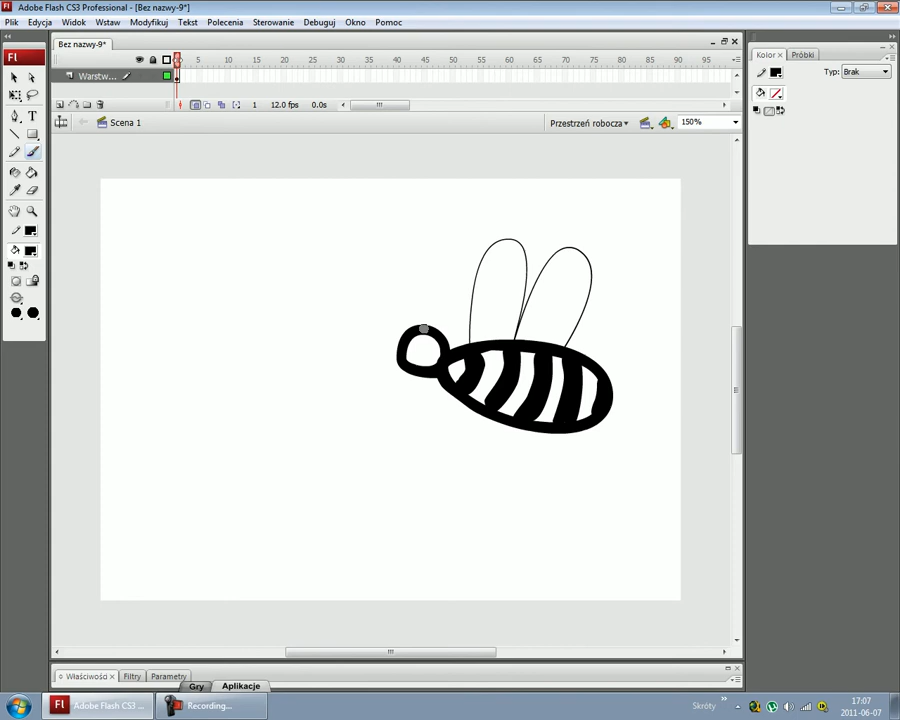 Adobe Flash CS3 Professional - [Bez nazwy-9*]
Plik Edycja Widok Wstaw Modyfikuj Tekst Polecenia Sterowanie Debuguj Okno Pomoc
Fl
Bez nazwy-9*
5 10 15 20 25 30 35 40 45 50 55 60 65 70 75 80 85 90 95
Warstw...
1 12.0 fps 0.0s
Scena 1
Przestrzeń robocza
150%
Kolor
Próbki
Typ: Brak
Właściwości
Filtry
Parametry
Gry
Aplikacje
Fl
Adobe Flash CS3 ...
Recording...
Skróty
17:07
2011-06-07